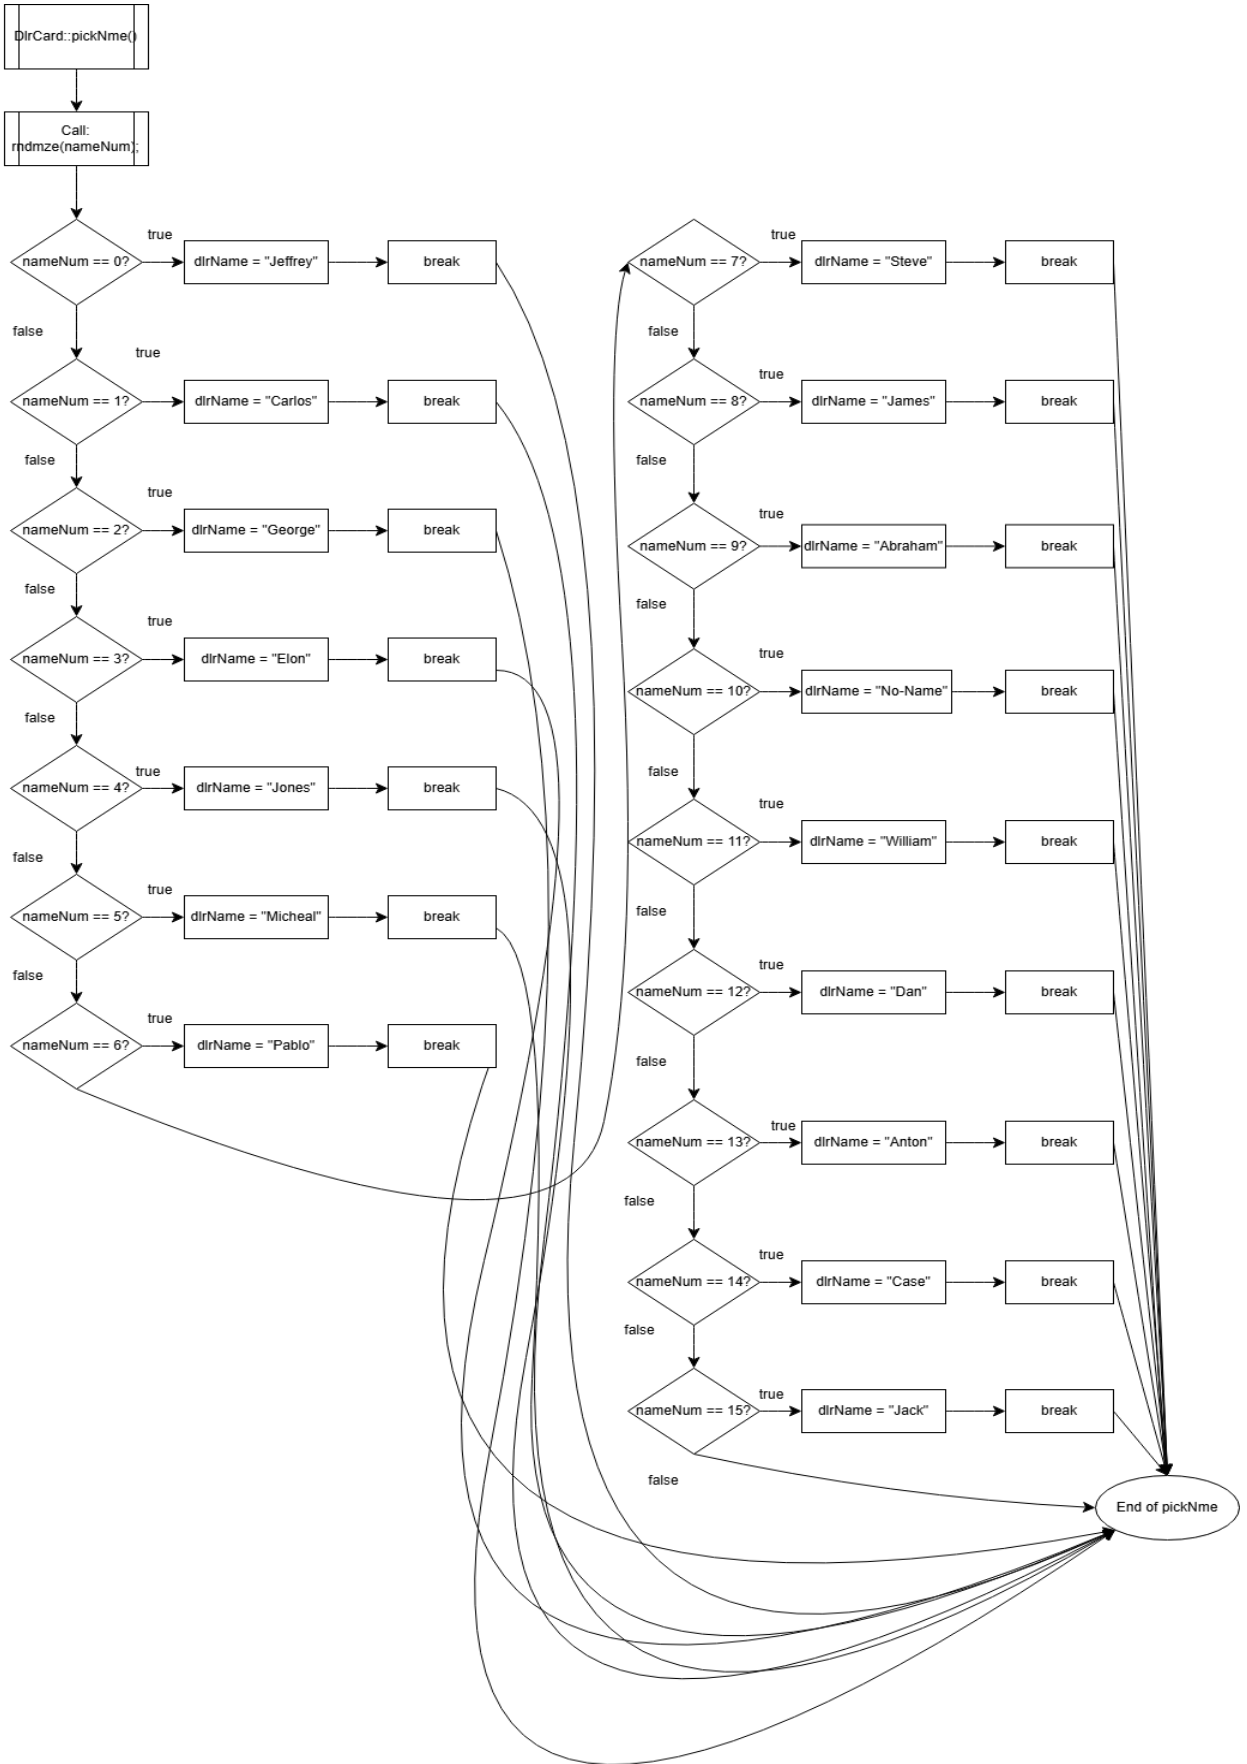 DlrCard::pickNme()
Call:
rndmze(nameNum);
nameNum == 0?
true
dlrName = "Jeffrey"
break
false
nameNum == 1?
true
dlrName = "Carlos"
break
false
nameNum == 2?
true
dlrName = "George"
break
false
nameNum == 3?
true
dlrName = "Elon"
break
false
nameNum == 4?
true
dlrName = "Jones"
break
false
nameNum == 5?
true
dlrName = "Micheal"
break
false
nameNum == 6?
true
dlrName = "Pablo"
break
nameNum == 7?
true
dlrName = "Steve"
break
false
nameNum == 8?
true
dlrName = "James"
break
false
nameNum == 9?
true
dlrName = "Abraham"
break
false
nameNum == 10?
true
dlrName = "No-Name"
break
false
nameNum == 11?
true
dlrName = "William"
break
false
nameNum == 12?
true
dlrName = "Dan"
break
false
nameNum == 13?
true
dlrName = "Anton"
break
false
nameNum == 14?
true
dlrName = "Case"
break
false
nameNum == 15?
true
dlrName = "Jack"
break
false
End of pickNme